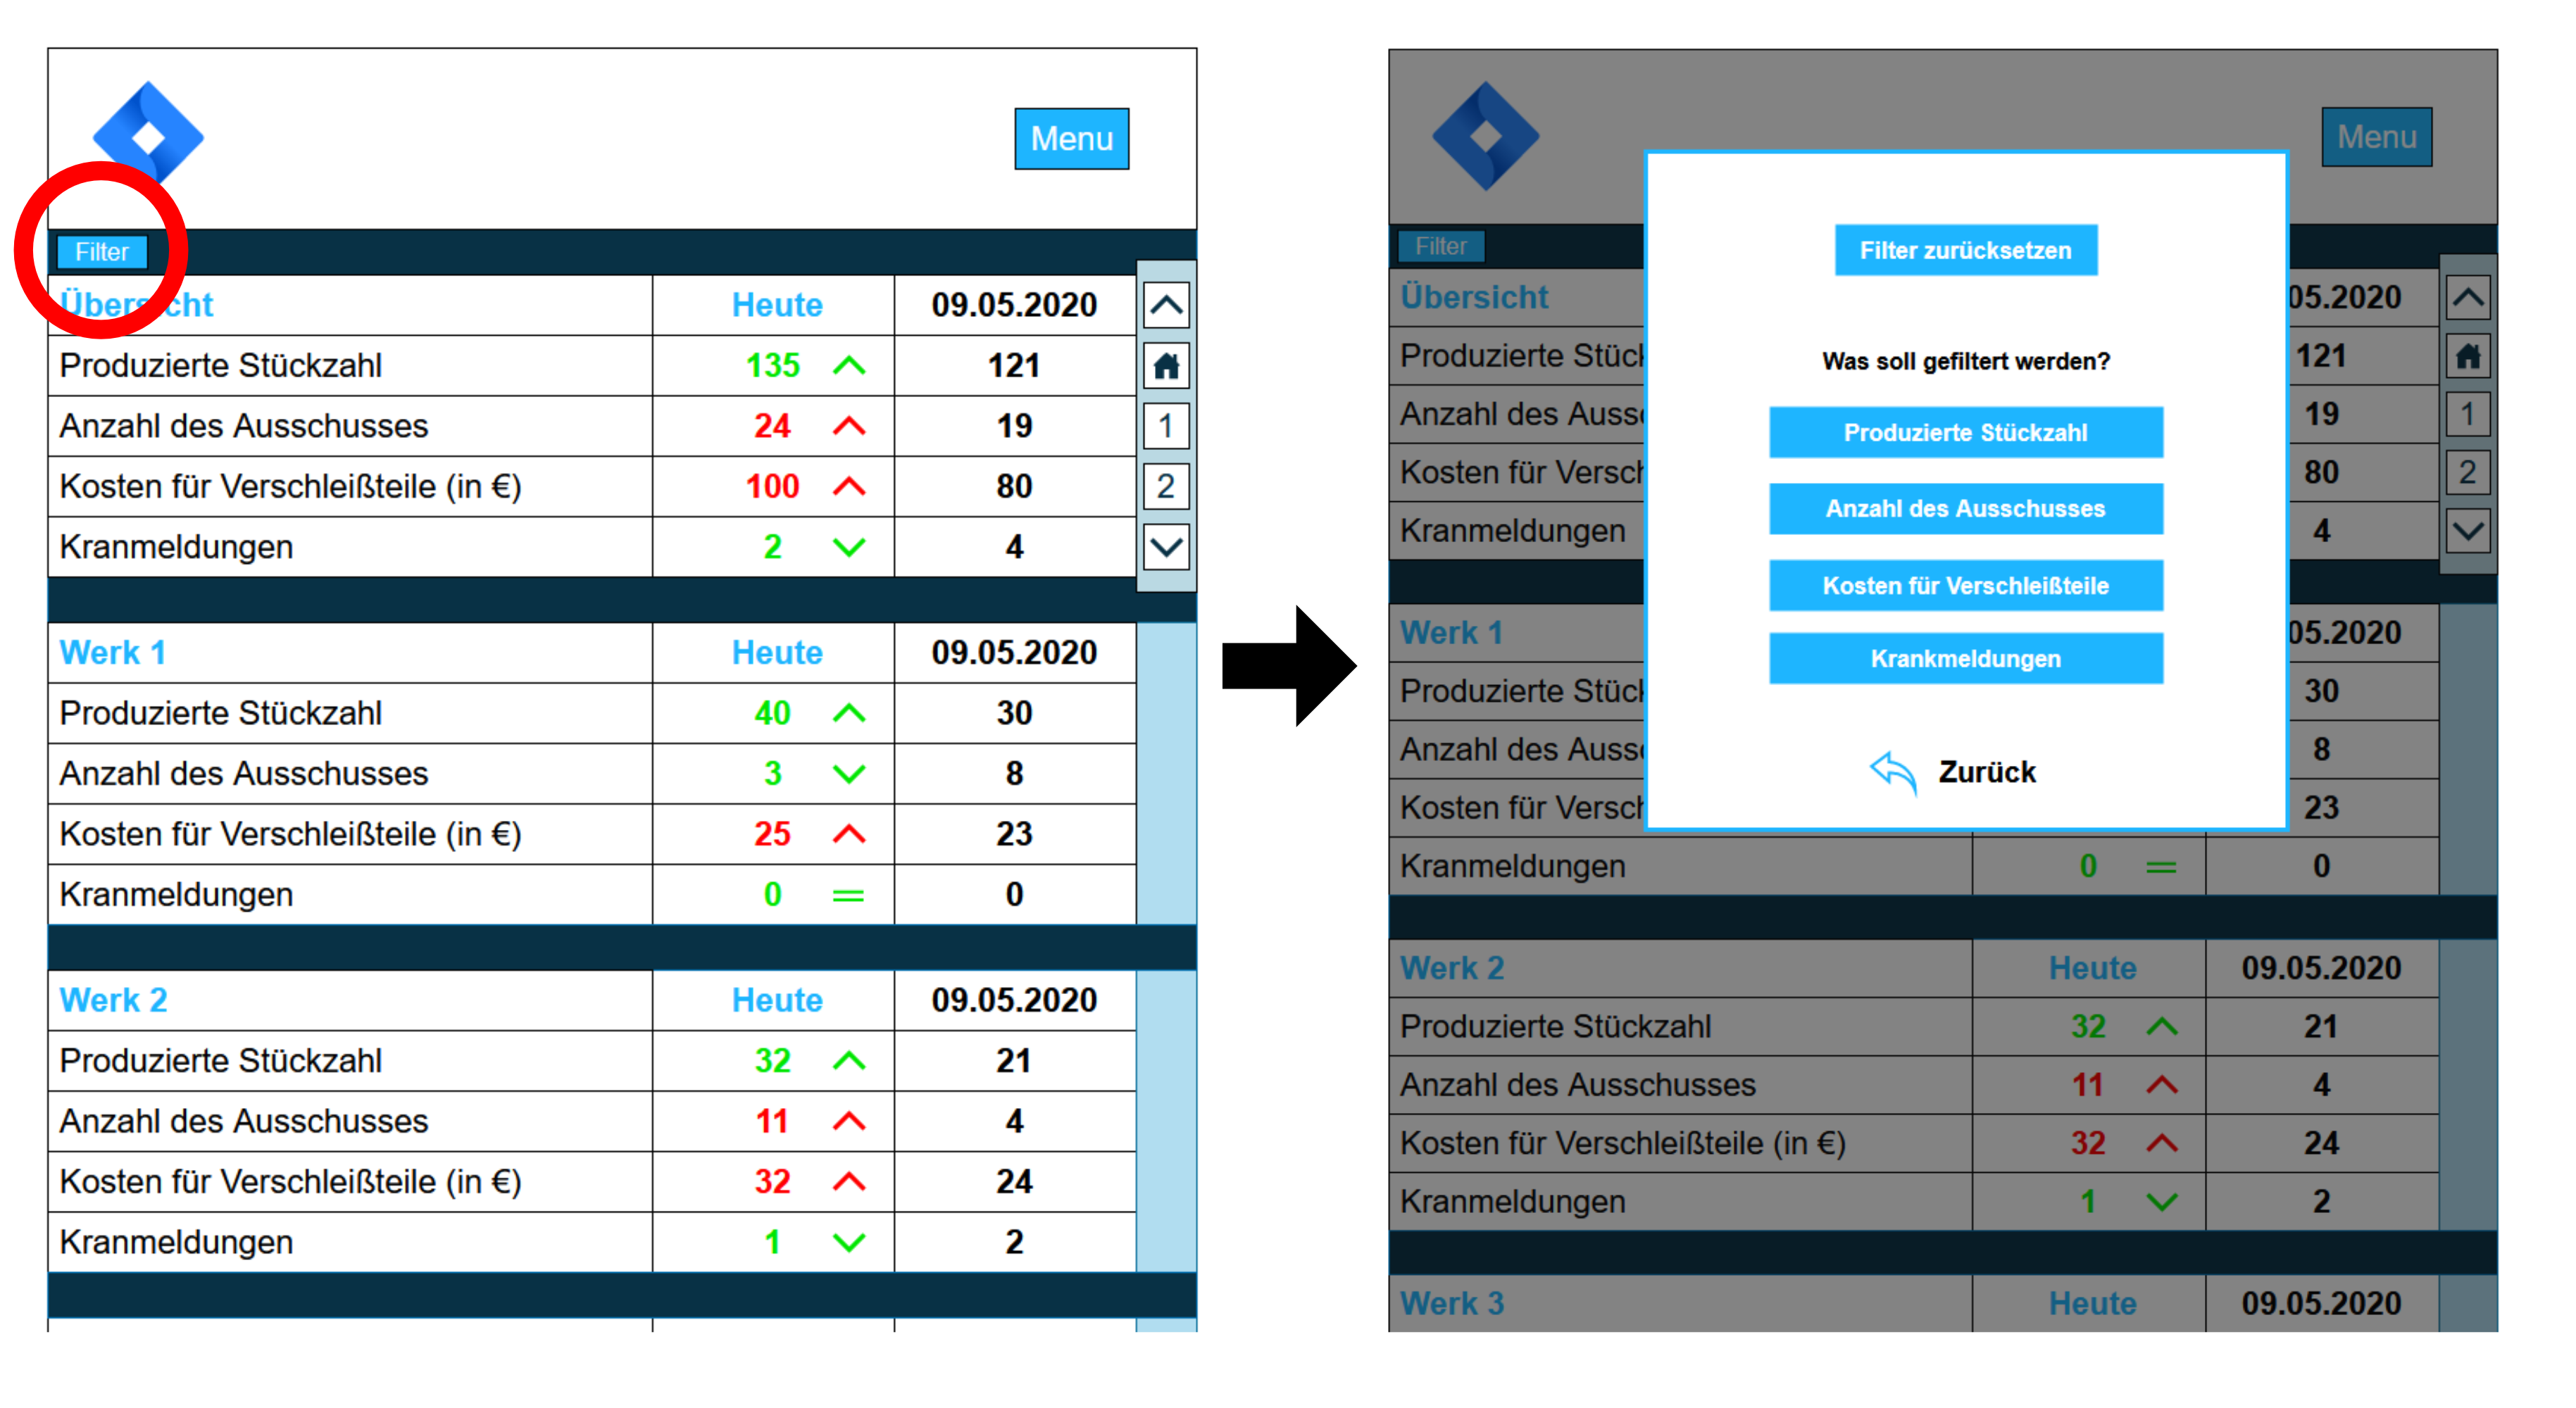 Menu
Filter
Übersicht Heute 09.05.2020
Produzierte Stückzahl 135 121
Anzahl des Ausschusses 24 19 1
Kosten für Verschleißteile (in €) 100 80 2
Kranmeldungen 2 4
Werk 1 Heute 09.05.2020
Produzierte Stückzahl 40 30
Anzahl des Ausschusses 3 8
Kosten für Verschleißteile (in €) 25 23
Kranmeldungen 0 = 0
Werk 2 Heute 09.05.2020
Produzierte Stückzahl 32 21
Anzahl des Ausschusses 11 4
Kosten für Verschleißteile (in €) 32 24
Kranmeldungen 1 2
Menu
Filter
Übersicht 05.2020
Produzierte Stück 121
Anzahl des Auss 19 1
Kosten für Versch 80 2
Kranmeldungen 4
Werk 1 05.2020
Produzierte Stück 30
Anzahl des Auss 8
Kosten für Versch 23
Kranmeldungen 0 = 0
Werk 2 Heute 09.05.2020
Produzierte Stückzahl 32 21
Anzahl des Ausschusses 11 4
Kosten für Verschleißteile (in €) 32 24
Kranmeldungen 1 2
Werk 3 Heute 09.05.2020
Filter zurücksetzen
Was soll gefiltert werden?
Produzierte Stückzahl
Anzahl des Ausschusses
Kosten für Verschleißteile
Krankmeldungen
Zurück